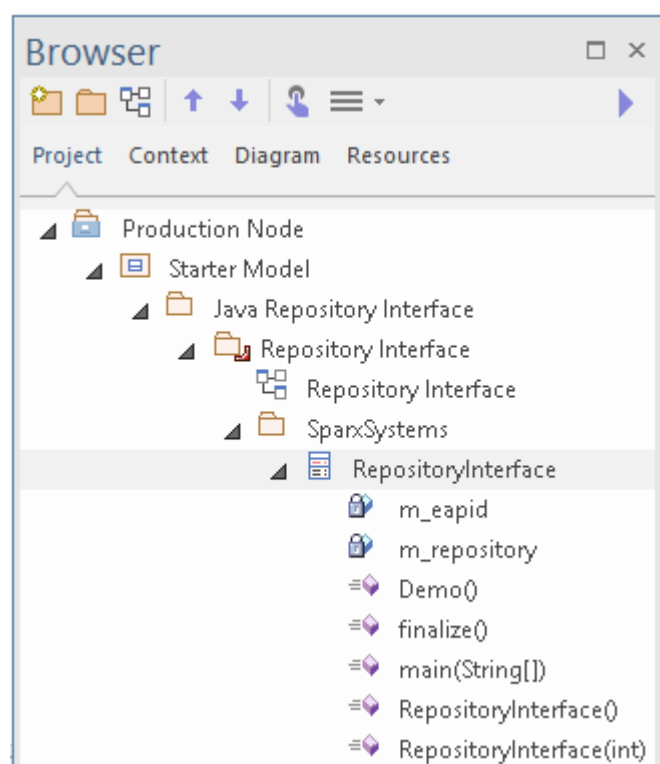 Browser
Project Context Diagram Resources
Production Node
Starter Model
Java Repository Interface
Repository Interface
Repository Interface
SparxSystems
RepositoryInterface
m_eapid
m_repository
Demo()
finalize()
main(String[])
RepositoryInterface()
RepositoryInterface(int)